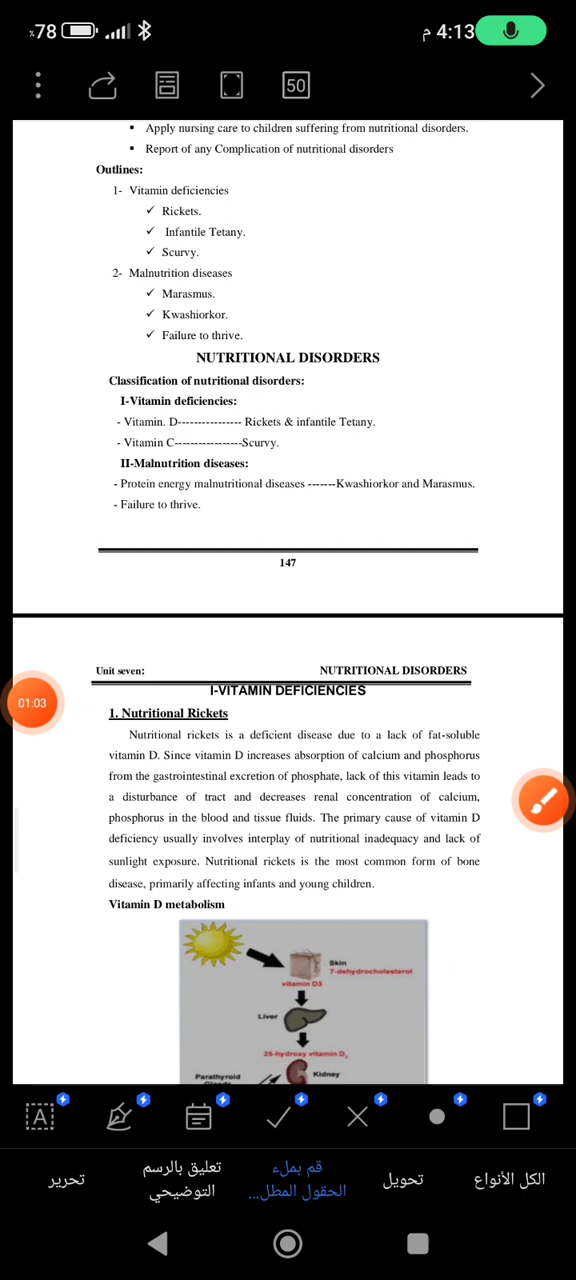 %78
4:13 م
50
▪ Apply nursing care to children suffering from nutritional disorders.
▪ Report of any Complication of nutritional disorders
Outlines:
1- Vitamin deficiencies
✓ Rickets.
✓ Infantile Tetany.
✓ Scurvy.
2- Malnutrition diseases
✓ Marasmus.
✓ Kwashiorkor.
✓ Failure to thrive.
NUTRITIONAL DISORDERS
Classification of nutritional disorders:
I-Vitamin deficiencies:
- Vitamin. D---------------- Rickets & infantile Tetany.
- Vitamin C-----------------Scurvy.
II-Malnutrition diseases:
- Protein energy malnutritional diseases -------Kwashiorkor and Marasmus.
- Failure to thrive.
147
Unit seven: NUTRITIONAL DISORDERS
I-VITAMIN DEFICIENCIES
01:03
1. Nutritional Rickets
Nutritional rickets is a deficient disease due to a lack of fat-soluble
vitamin D. Since vitamin D increases absorption of calcium and phosphorus
from the gastrointestinal excretion of phosphate, lack of this vitamin leads to
a disturbance of tract and decreases renal concentration of calcium,
phosphorus in the blood and tissue fluids. The primary cause of vitamin D
deficiency usually involves interplay of nutritional inadequacy and lack of
sunlight exposure. Nutritional rickets is the most common form of bone
disease, primarily affecting infants and young children.
Vitamin D metabolism
Skin
7-dehydrocholesterol
vitamin D3
Liver
25-hydroxy vitamin D3
Parathyroid
Glands
Kidney
A
الكل الأنواع
تحويل
قم بملء
الحقول المطل...
تعليق بالرسم
التوضيحي
تحرير